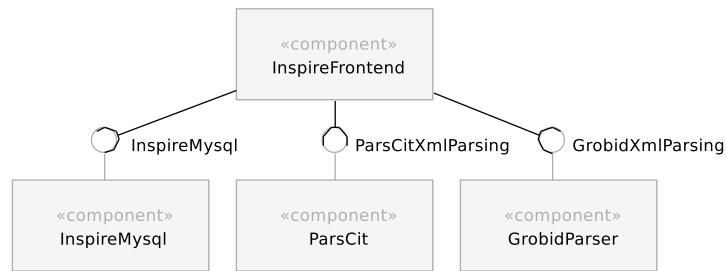 «component»
InspireFrontend
InspireMysql
ParsCitXmlParsing
GrobidXmlParsing
«component»
InspireMysql
«component»
ParsCit
«component»
GrobidParser